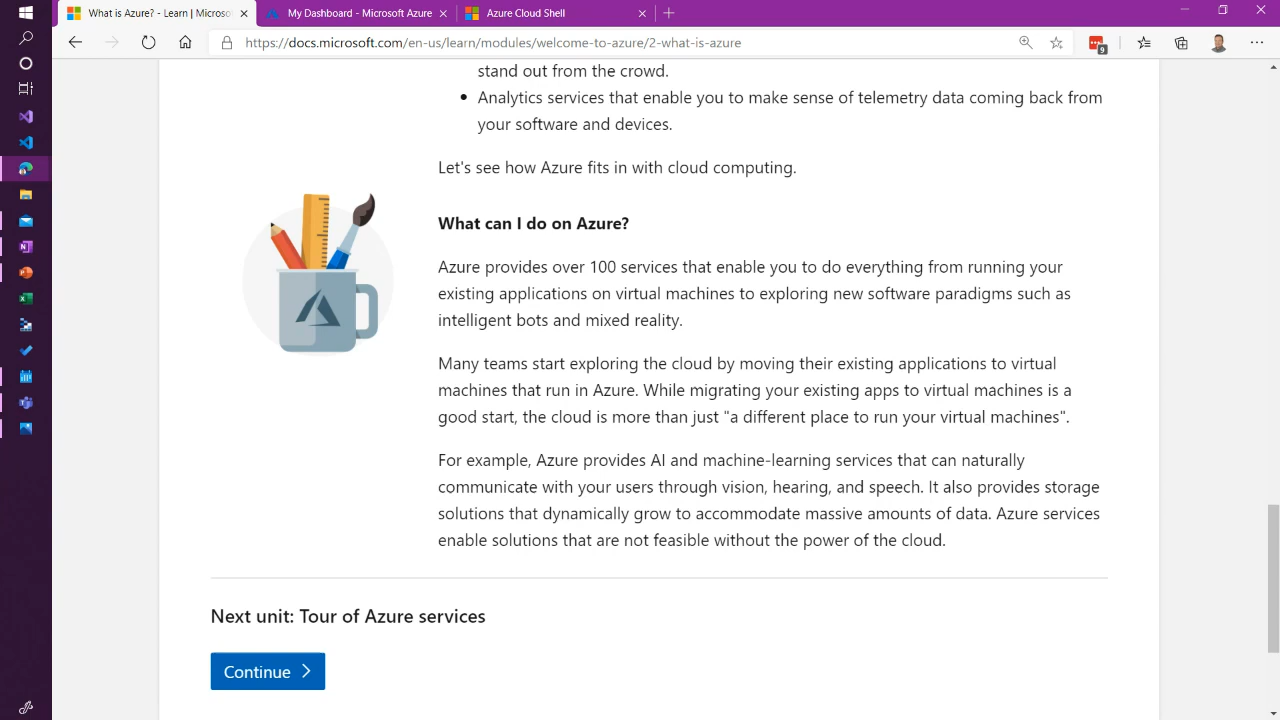 What is Azure? - Learn | Microso
My Dashboard - Microsoft Azure
Azure Cloud Shell
https://docs.microsoft.com/en-us/learn/modules/welcome-to-azure/2-what-is-azure
9
stand out from the crowd.
• Analytics services that enable you to make sense of telemetry data coming back from
your software and devices.
Let's see how Azure fits in with cloud computing.
What can I do on Azure?
Azure provides over 100 services that enable you to do everything from running your
existing applications on virtual machines to exploring new software paradigms such as
intelligent bots and mixed reality.
Many teams start exploring the cloud by moving their existing applications to virtual
machines that run in Azure. While migrating your existing apps to virtual machines is a
good start, the cloud is more than just "a different place to run your virtual machines".
For example, Azure provides AI and machine-learning services that can naturally
communicate with your users through vision, hearing, and speech. It also provides storage
solutions that dynamically grow to accommodate massive amounts of data. Azure services
enable solutions that are not feasible without the power of the cloud.
Next unit: Tour of Azure services
Continue